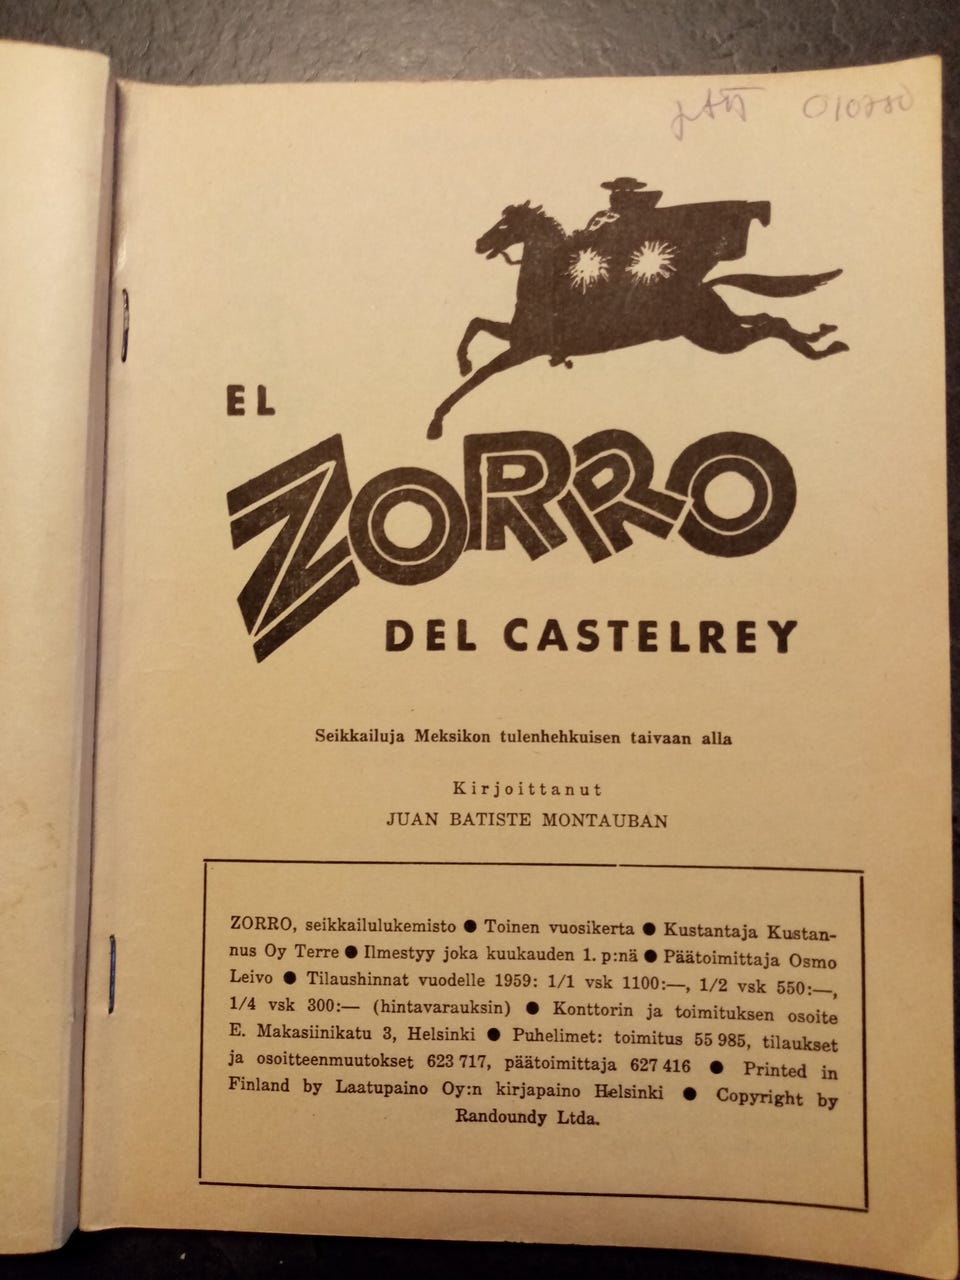 EL
ZORRO
DEL CASTELREY
Seikkailuja Meksikon tulenhehkuisen taivaan alla
Kirjoittanut
JUAN BATISTE MONTAUBAN
ZORRO, seikkailulukemisto ● Toinen vuosikerta ● Kustantaja Kustan-
nus Oy Terre ● Ilmestyy joka kuukauden 1. p:nä ● Päätoimittaja Osmo
Leivo ● Tilaushinnat vuodelle 1959: 1/1 vsk 1100:—, 1/2 vsk 550:—,
1/4 vsk 300:— (hintavarauksin) ● Konttorin ja toimituksen osoite
E. Makasiinikatu 3, Helsinki ● Puhelimet: toimitus 55 985, tilaukset
ja osoitteenmuutokset 623 717, päätoimittaja 627 416 ● Printed in
Finland by Laatupaino Oy:n kirjapaino Helsinki ● Copyright by
Randoundy Ltda.